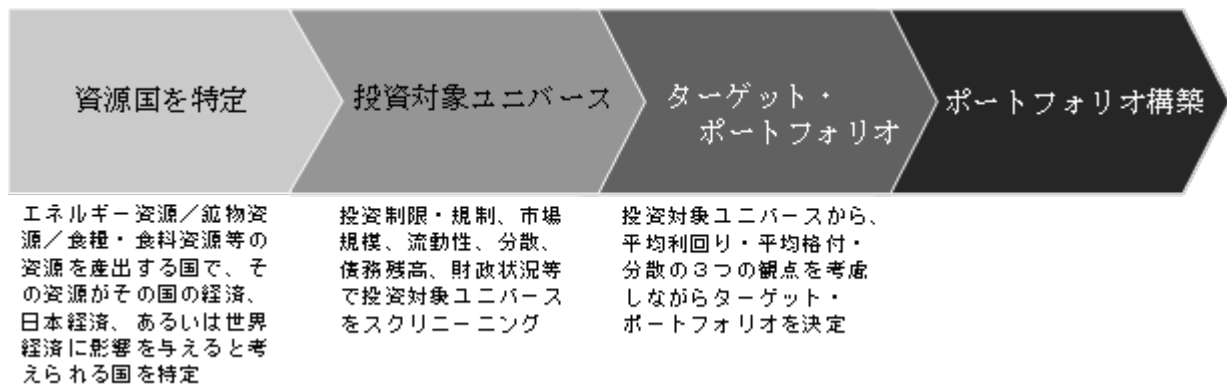 資源国を特定
投資対象ユニバース
ターゲット・
ポートフォリオ
ポートフォリオ構築
エネルギー資源／鉱物資
源／食糧・食料資源等の
資源を産出する国で、そ
の資源がその国の経済、
日本経済、あるいは世界
経済に影響を与えると考
えられる国を特定
投資制限・規制、市場
規模、流動性、分散、
債務残高、財政状況等
で投資対象ユニバース
をスクリニーニング
投資対象ユニバースから、
平均利回り・平均格付・
分散の３つの観点を考慮
しながらターゲット・
ポートフォリオを決定